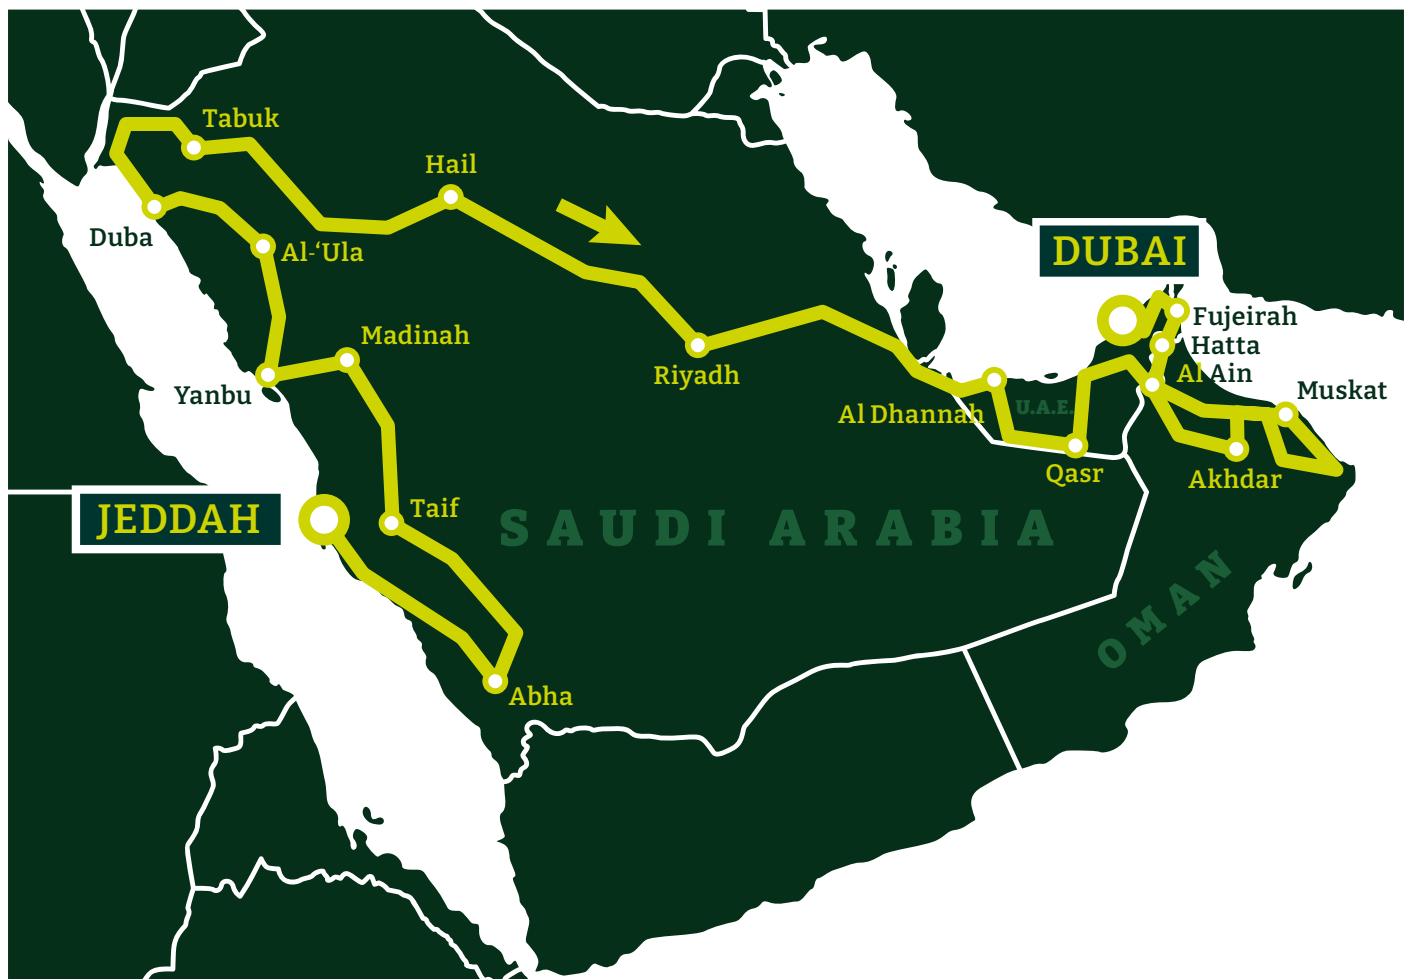 Tabuk
Hail
Duba
Al-‘Ula
DUBAI
Fujeirah
Hatta
Al Ain
Madinah
Riyadh
Yanbu
Muskat
Al Dhannah
U.A.E.
Qasr
Akhdar
JEDDAH
Taif
SAUDI ARABIA
OMAN
Abha